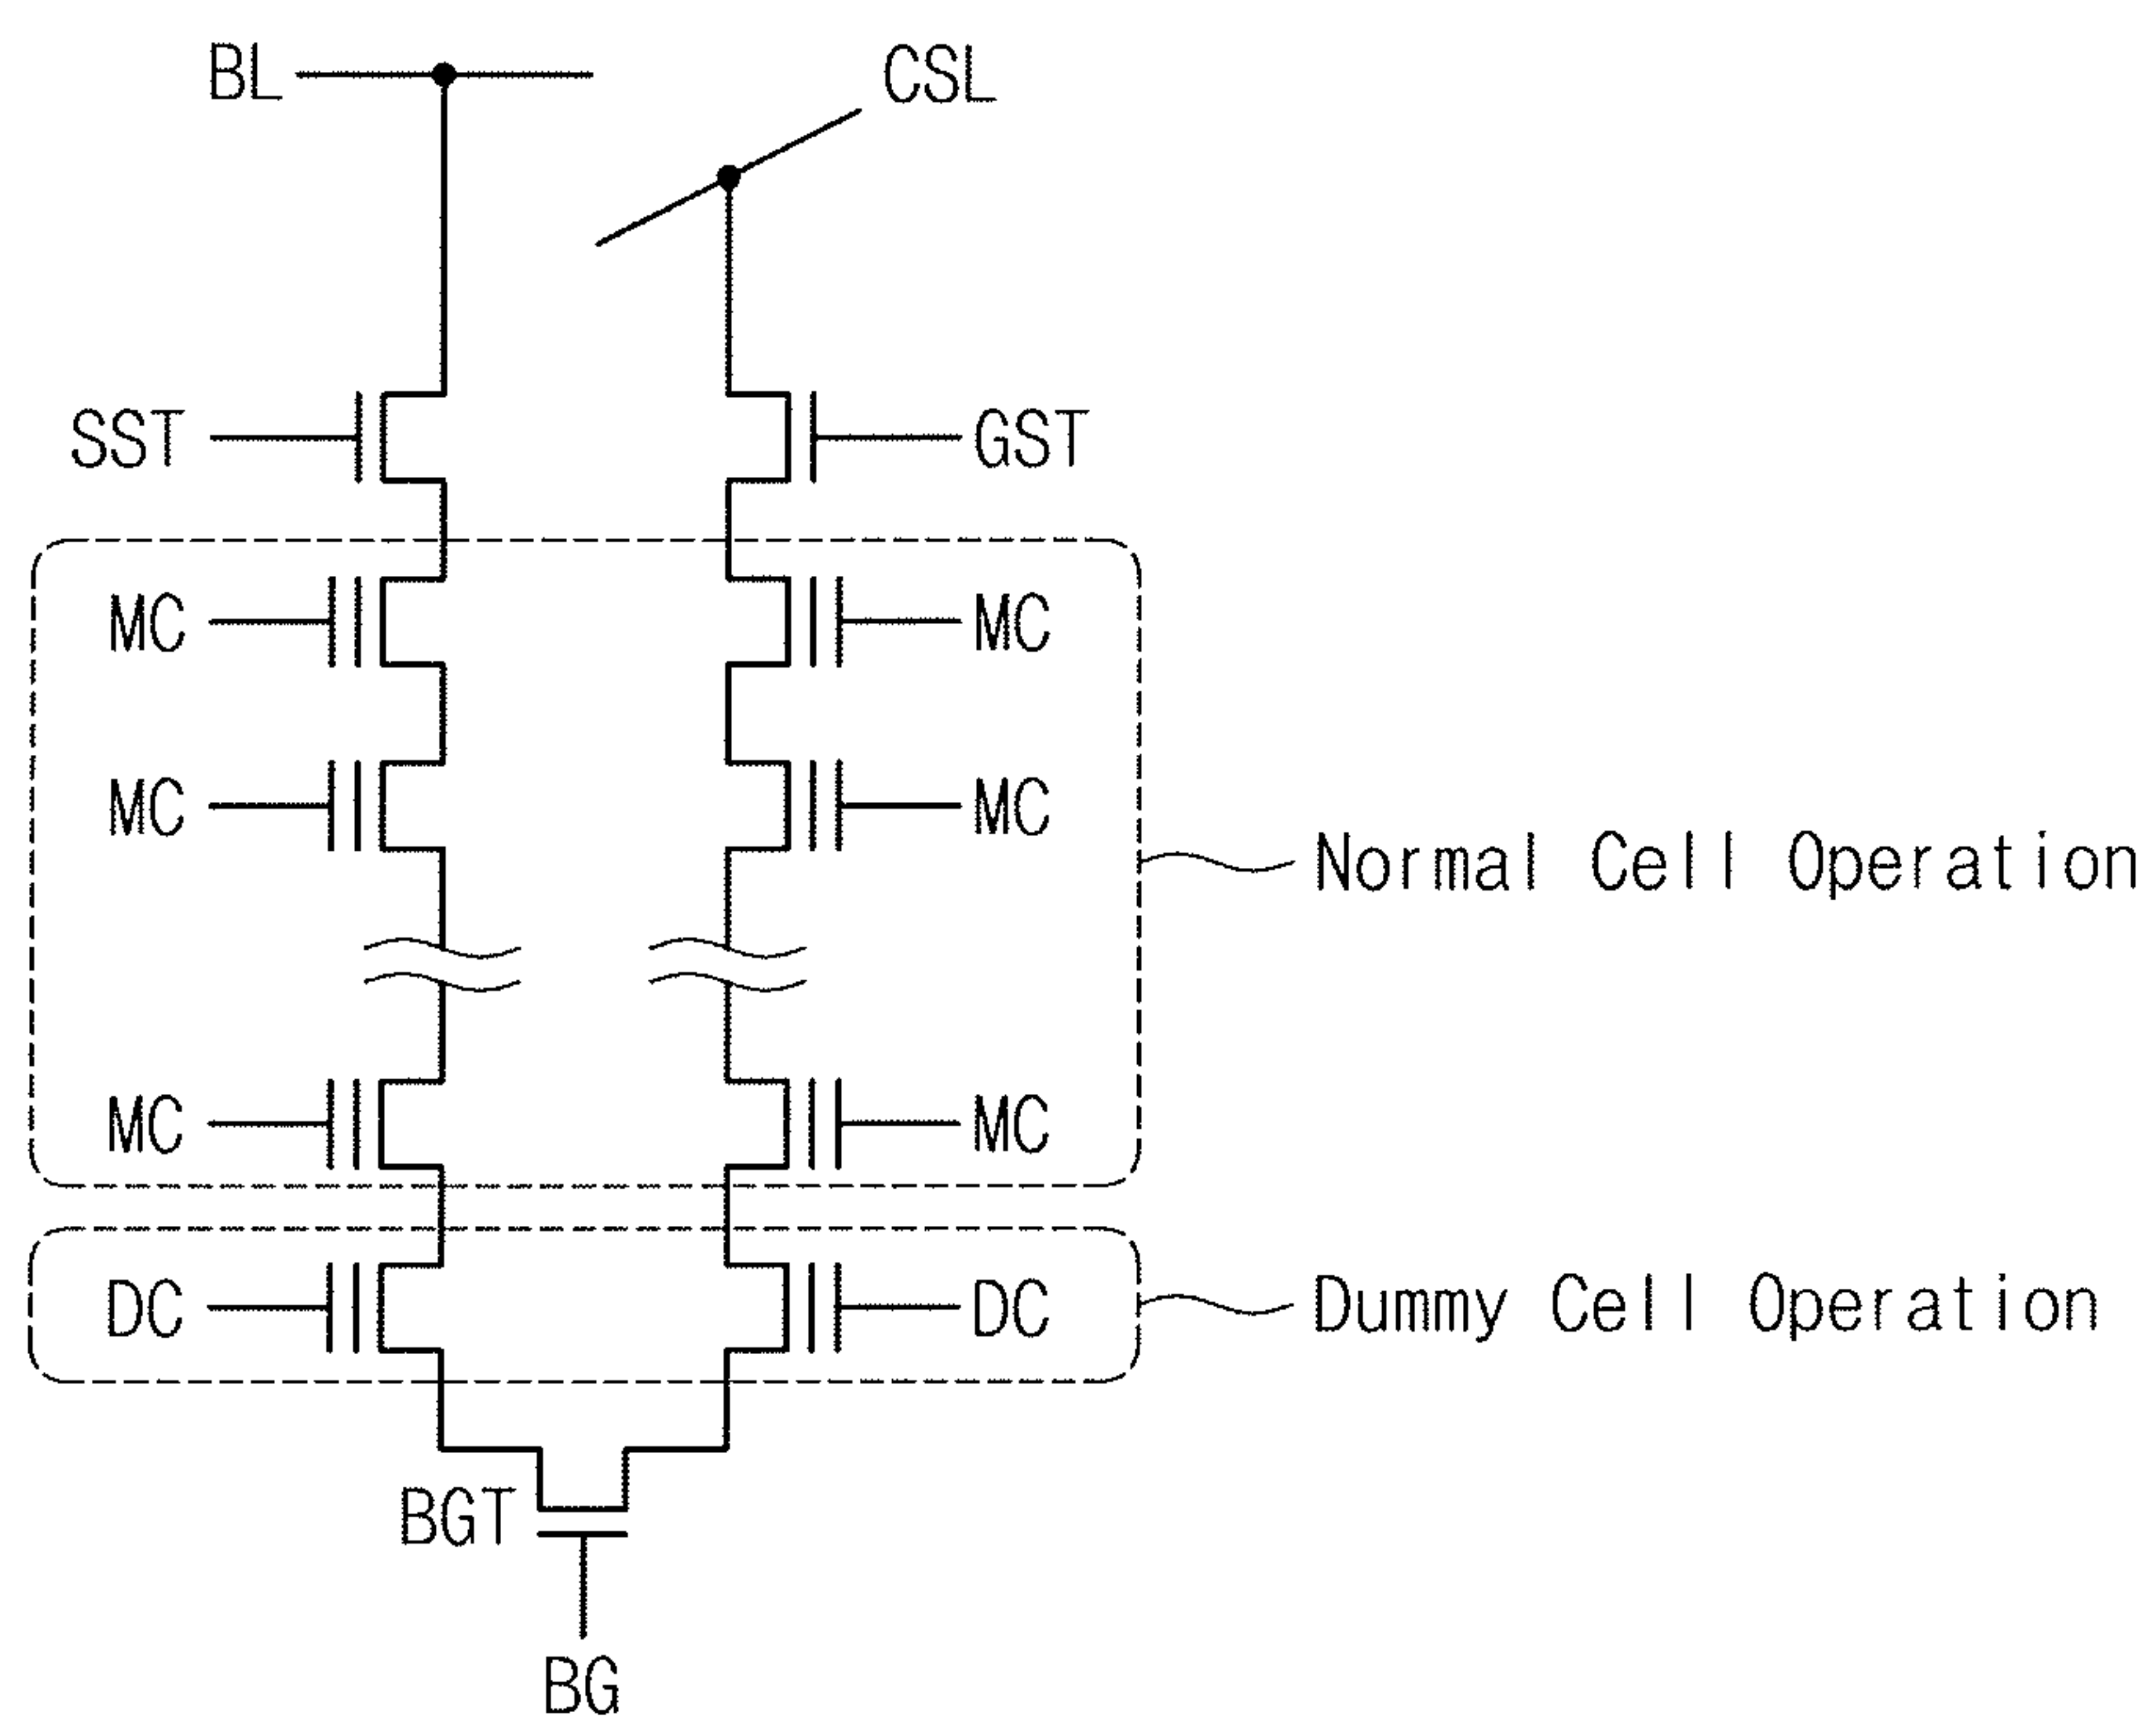 BL
CSL
SST
GST
MC
MC
MC
MC
Normal Cell Operation
MC
MC
DC
DC
Dummy Cell Operation
BGT
BG